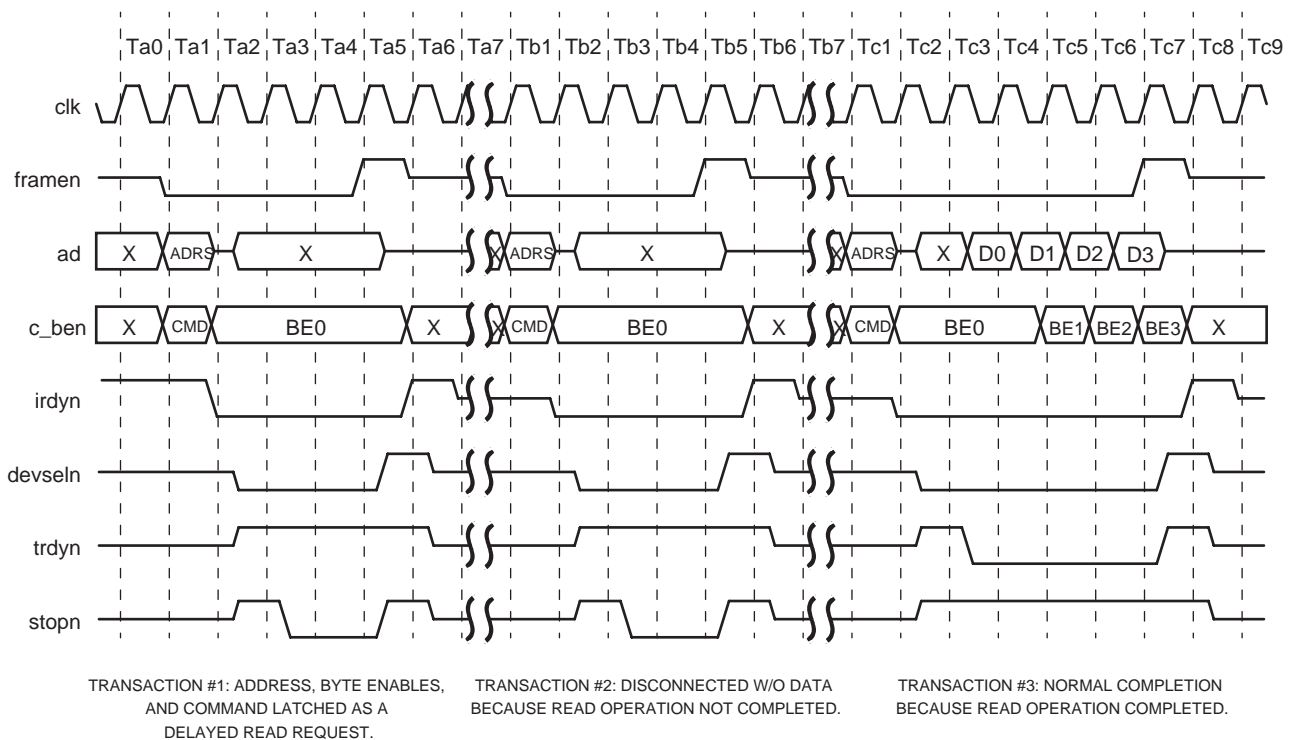 Ta0 Ta1 Ta2 Ta3 Ta4 Ta5 Ta6 Ta7 Tb1 Tb2 Tb3 Tb4 Tb5 Tb6 Tb7 Tc1 Tc2 Tc3 Tc4 Tc5 Tc6 Tc7 Tc8 Tc9
clk
framen
ad X ADRS X X ADRS X X ADRS X D0 D1 D2 D3
c_ben X CMD BE0 X X CMD BE0 X X CMD BE0 BE1 BE2 BE3 X
irdyn
devseln
trdyn
stopn
TRANSACTION #1: ADDRESS, BYTE ENABLES,
AND COMMAND LATCHED AS A
DELAYED READ REQUEST.
TRANSACTION #2: DISCONNECTED W/O DATA
BECAUSE READ OPERATION NOT COMPLETED.
TRANSACTION #3: NORMAL COMPLETION
BECAUSE READ OPERATION COMPLETED.